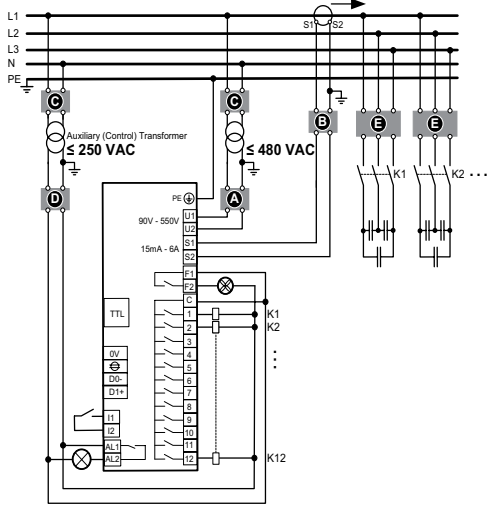 L1
S1 S2
L2
L3
N
PE
C
C
B
E
E
Auxiliary (Control) Transformer
≤ 250 VAC
≤ 480 VAC
K1
K2 ...
D
A
PE
90V - 550V
U1
U2
15mA - 6A
S1
S2
F1
F2
C
TTL
1
K1
2
K2
3
4
0V
5
D0-
6
D1+
7
8
I1
9
I2
10
AL1
11
AL2
12
K12